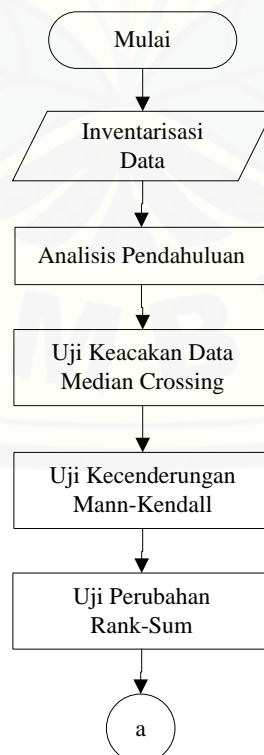 Mulai
Inventarisasi
Data
Analisis Pendahuluan
Uji Keacakan Data
Median Crossing
Uji Kecenderungan
Mann-Kendall
Uji Perubahan
Rank-Sum
a